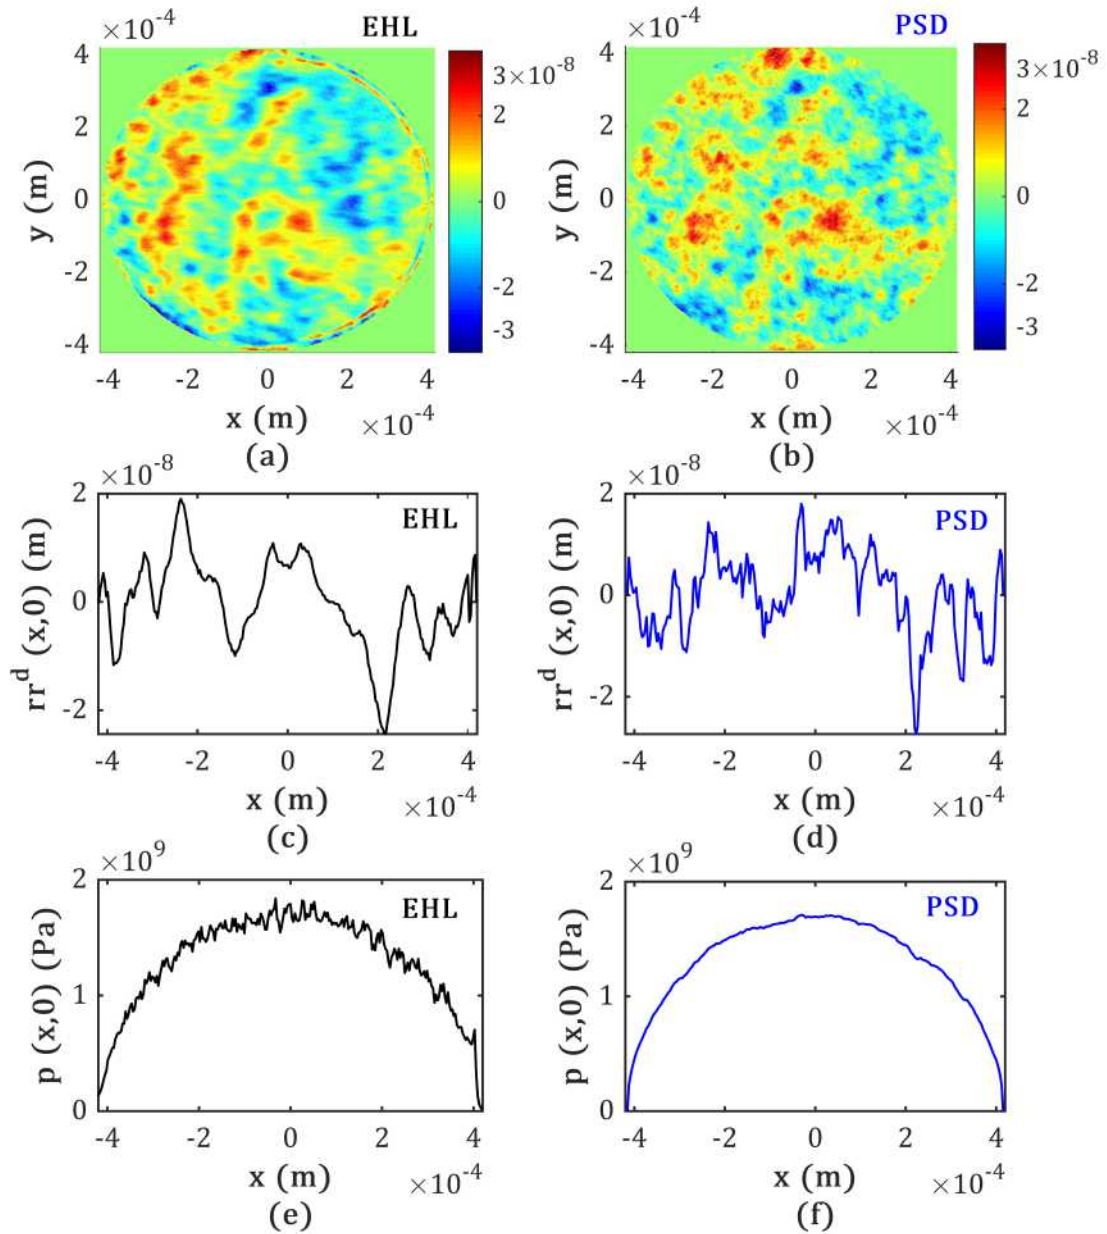 ×10⁻⁴ EHL
4
2
0
-2
-4
y (m)
-4 -2 0 2 4
x (m) ×10⁻⁴
3×10⁻⁸
2
0
-2
-3
(a)
×10⁻⁴ PSD
4
2
0
-2
-4
y (m)
-4 -2 0 2 4
x (m) ×10⁻⁴
3×10⁻⁸
2
0
-2
-3
(b)
×10⁻⁸
EHL
2
0
-2
rrᵈ (x,0) (m)
-4 -2 0 2 4
x (m) ×10⁻⁴
(c)
×10⁻⁸
PSD
2
0
-2
rrᵈ (x,0) (m)
-4 -2 0 2 4
x (m) ×10⁻⁴
(d)
×10⁹
EHL
2
1
0
p (x,0) (Pa)
-4 -2 0 2 4
x (m) ×10⁻⁴
(e)
×10⁹
PSD
2
1
0
p (x,0) (Pa)
-4 -2 0 2 4
x (m) ×10⁻⁴
(f)